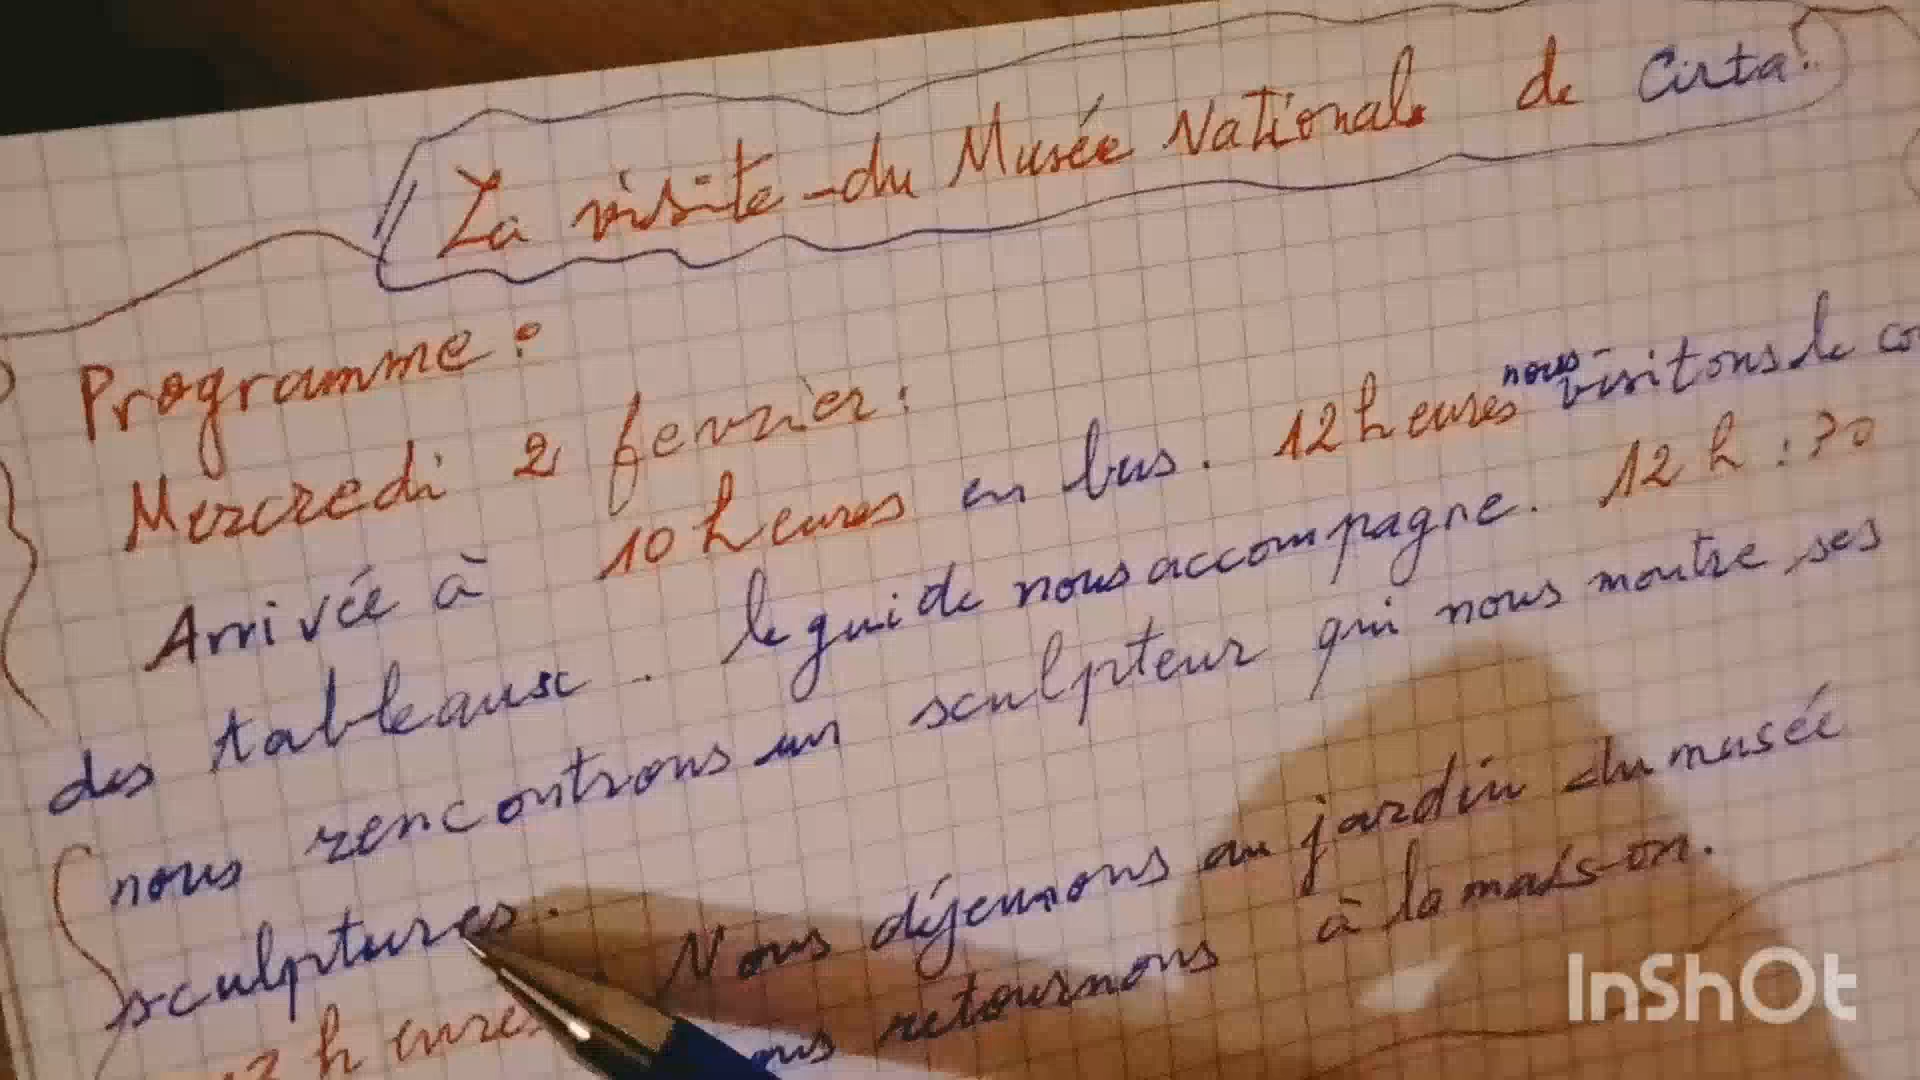 La visite du Musée National de Cirta.
Programme :
Mercredi 2 fevrier :
Arrivée à 10 heures en bus. 12 heures nous visitons le
des tableaux. le guide nous accompagne. 12 h : 30
nous rencontrons un sculpteur qui nous montre ses
sculptures.
heures Nous déjeunons au jardin du musée
retournons à la maison.
InShOt